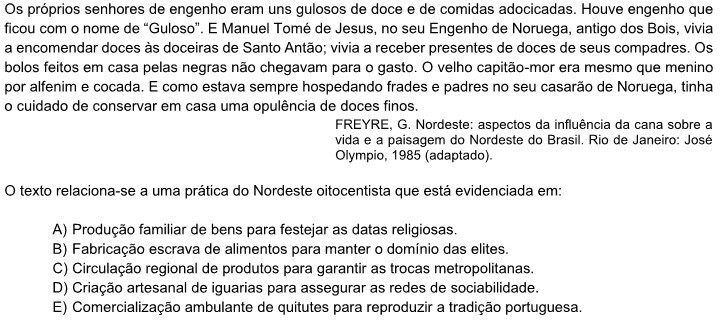 Os próprios senhores de engenho eram uns gulosos de doce e de comidas adocicadas. Houve engenho que
ficou com o nome de “Guloso”. E Manuel Tomé de Jesus, no seu Engenho de Noruega, antigo dos Bois, vivia
a encomendar doces às doceiras de Santo Antão; vivia a receber presentes de doces de seus compadres. Os
bolos feitos em casa pelas negras não chegavam para o gasto. O velho capitão-mor era mesmo que menino
por alfenim e cocada. E como estava sempre hospedando frades e padres no seu casarão de Noruega, tinha
o cuidado de conservar em casa uma opulência de doces finos.
FREYRE, G. Nordeste: aspectos da influência da cana sobre a
vida e a paisagem do Nordeste do Brasil. Rio de Janeiro: José
Olympio, 1985 (adaptado).
O texto relaciona-se a uma prática do Nordeste oitocentista que está evidenciada em:
A) Produção familiar de bens para festejar as datas religiosas.
B) Fabricação escrava de alimentos para manter o domínio das elites.
C) Circulação regional de produtos para garantir as trocas metropolitanas.
D) Criação artesanal de iguarias para assegurar as redes de sociabilidade.
E) Comercialização ambulante de quitutes para reproduzir a tradição portuguesa.